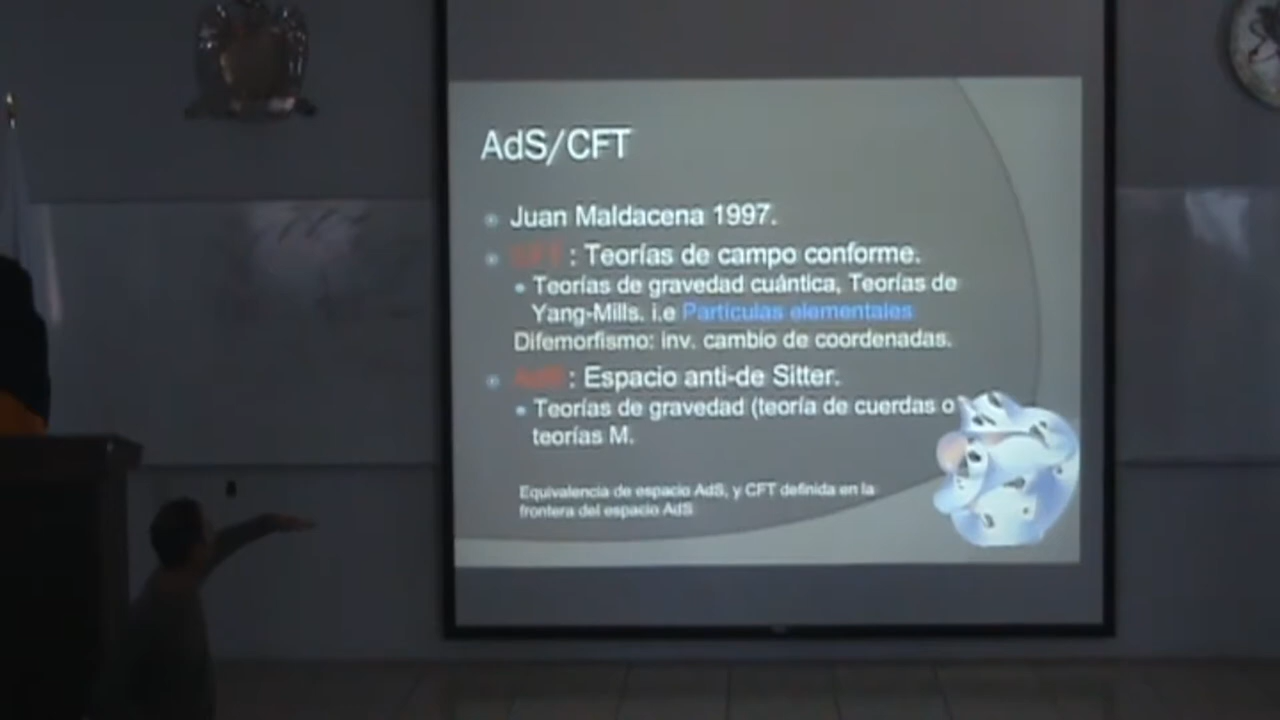 AdS/CFT
Juan Maldacena 1997.
CFT : Teorías de campo conforme.
Teorías de gravedad cuántica, Teorías de
Yang-Mills. i.e Partículas elementales
Difemorfismo: inv. cambio de coordenadas.
AdS : Espacio anti-de Sitter.
Teorías de gravedad (teoría de cuerdas o
teorías M.
Equivalencia de espacio AdS, y CFT definida en la
frontera del espacio AdS